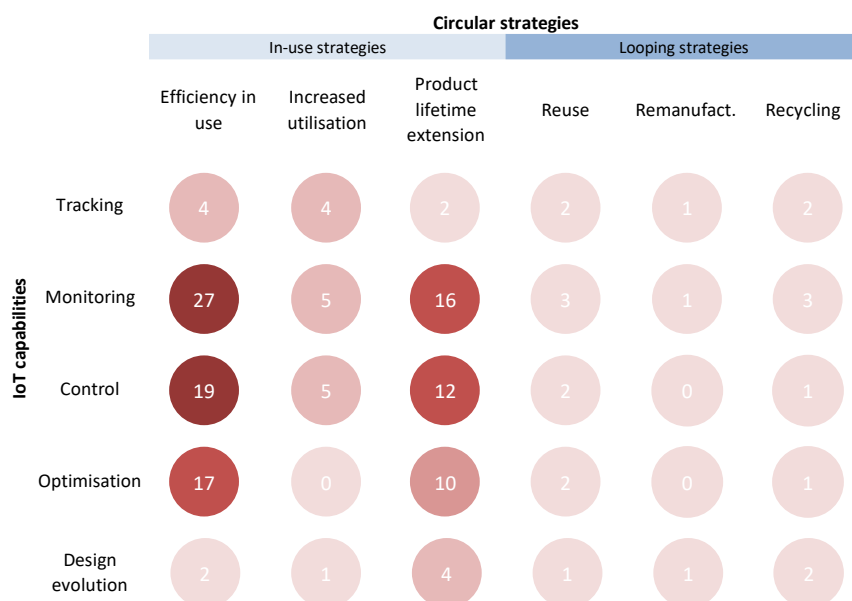 Circular strategies
In-use strategies
Looping strategies
Efficiency in
use
Increased
utilisation
Product
lifetime
extension
Reuse
Remanufact.
Recycling
IoT capabilities
Tracking
4
4
2
2
1
2
Monitoring
27
5
16
3
1
3
Control
19
5
12
2
0
1
Optimisation
17
0
10
2
0
1
Design
evolution
2
1
4
1
1
2